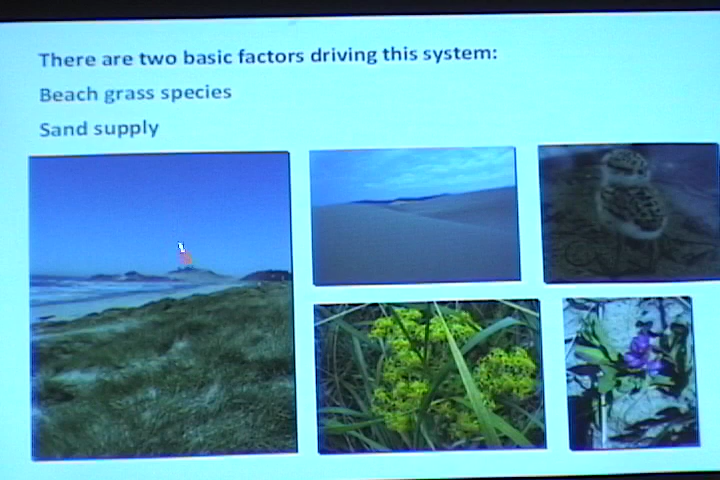 There are two basic factors driving this system:
Beach grass species
Sand supply